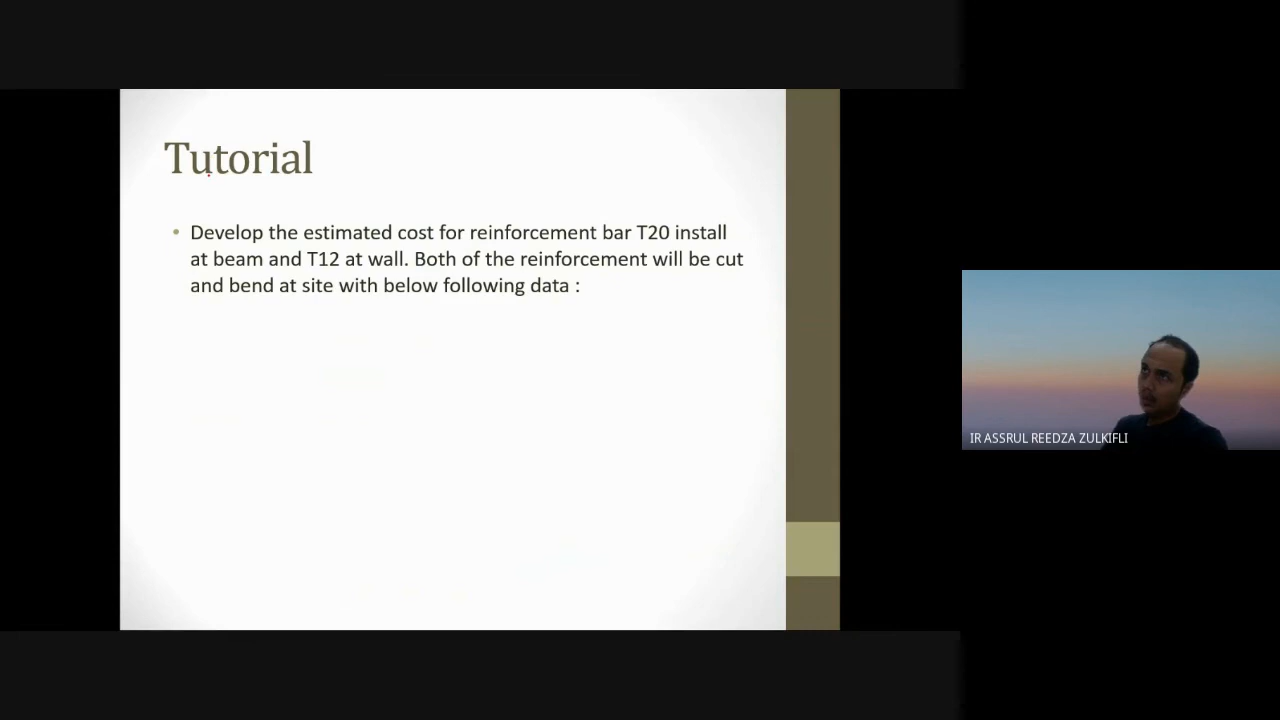 Tutorial
• Develop the estimated cost for reinforcement bar T20 install
at beam and T12 at wall. Both of the reinforcement will be cut
and bend at site with below following data :
IR ASSRUL REEDZA ZULKIFLI